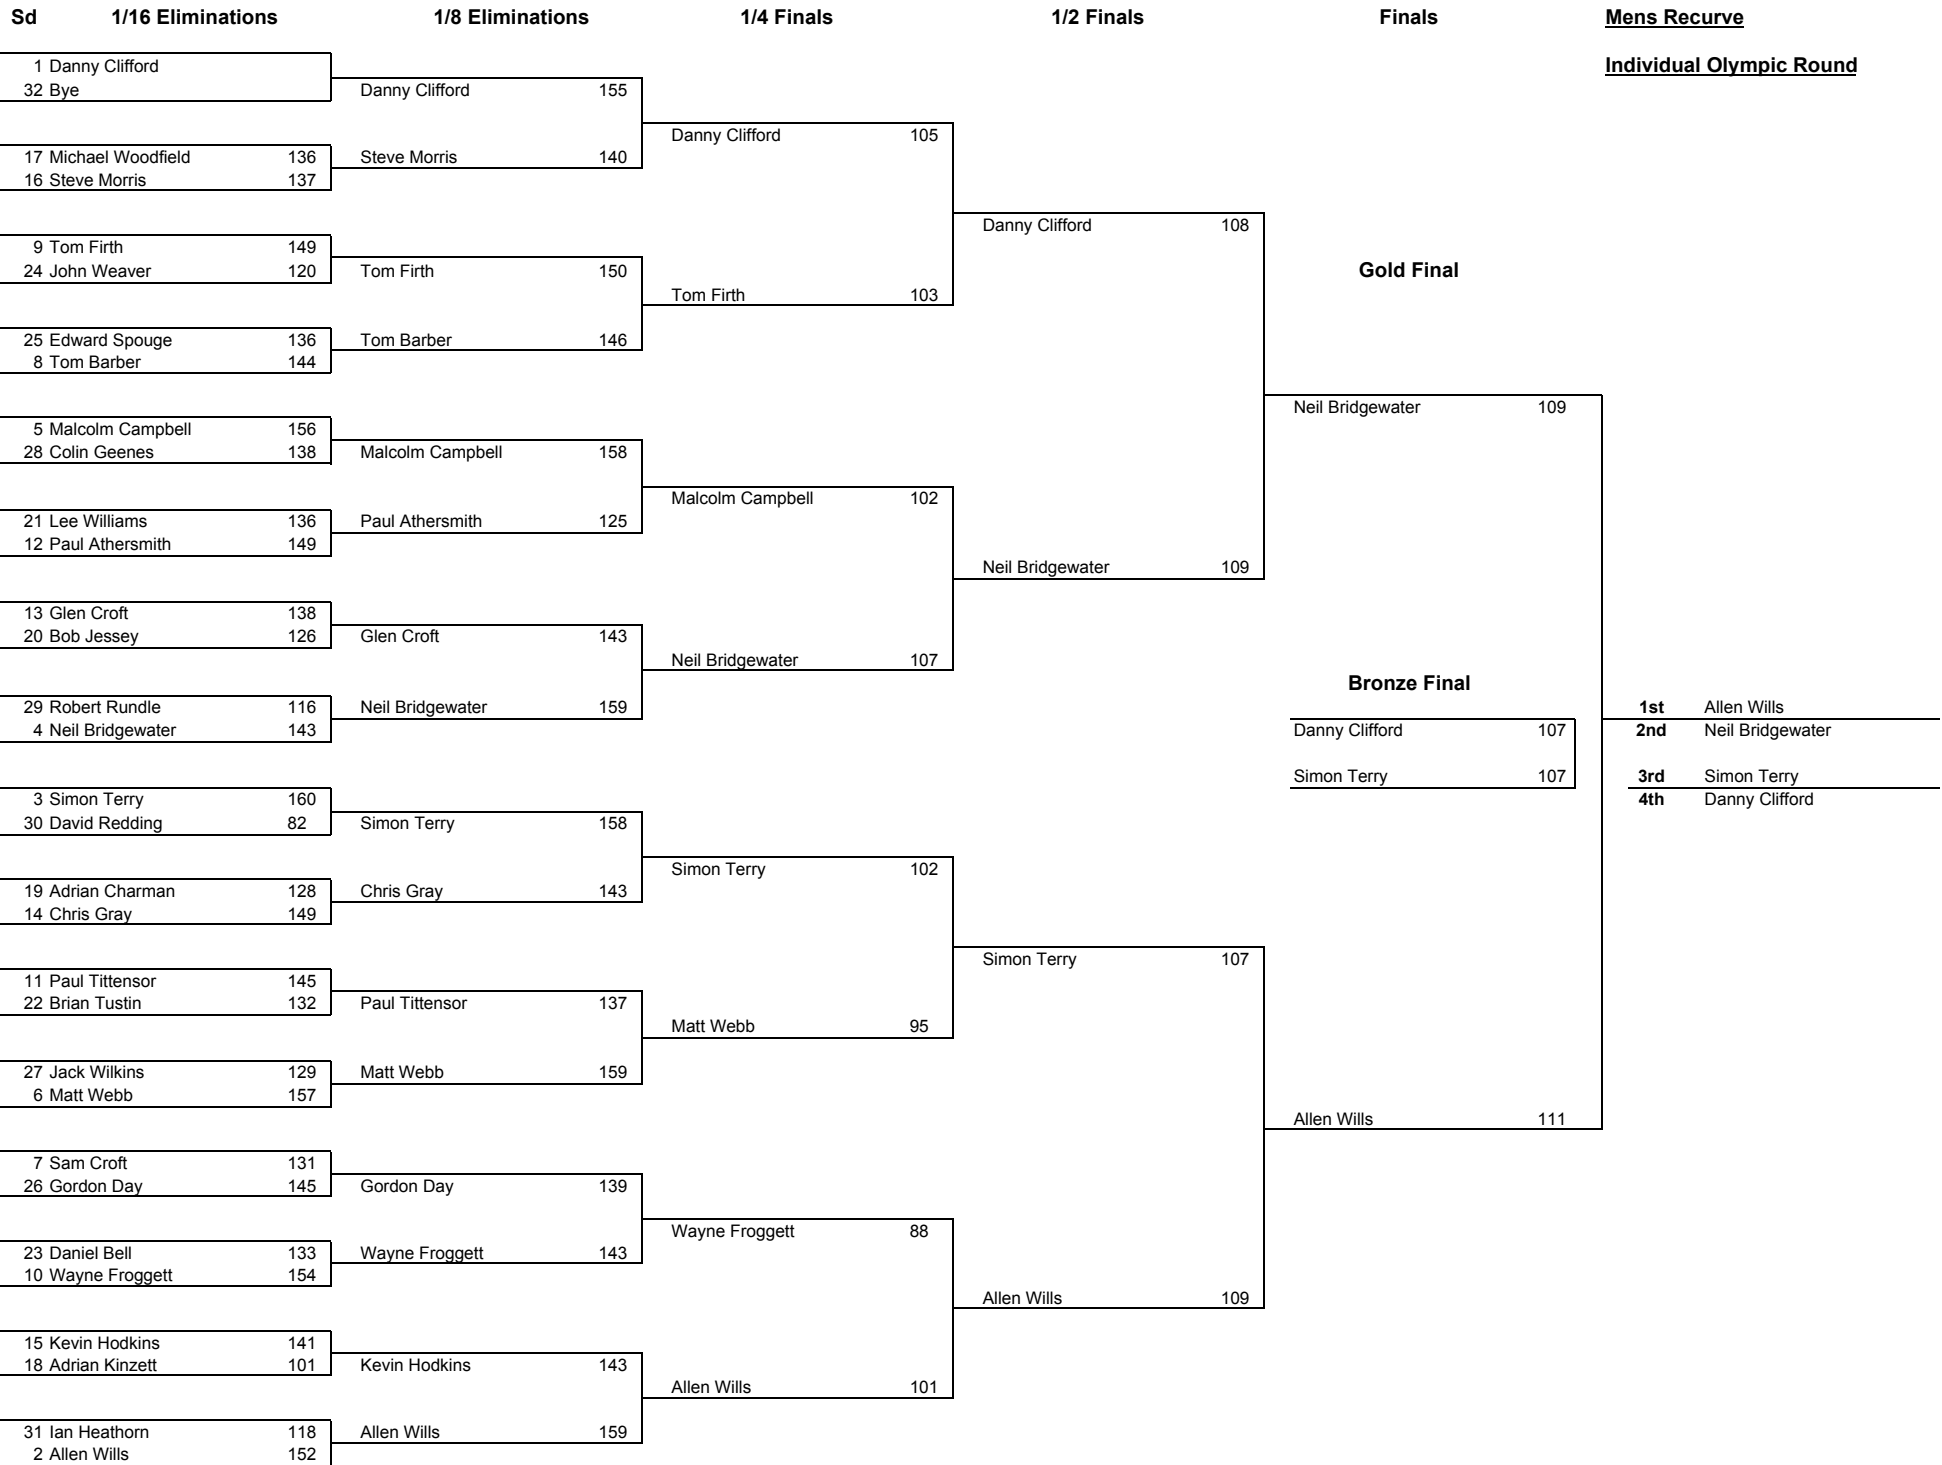 Sd 1/16 Eliminations 1/8 Eliminations 1/4 Finals 1/2 Finals Finals Mens Recurve
Individual Olympic Round
1 Danny Clifford
32 Bye
17 Michael Woodfield 136
16 Steve Morris 137
9 Tom Firth 149
24 John Weaver 120
25 Edward Spouge 136
8 Tom Barber 144
5 Malcolm Campbell 156
28 Colin Geenes 138
21 Lee Williams 136
12 Paul Athersmith 149
13 Glen Croft 138
20 Bob Jessey 126
29 Robert Rundle 116
4 Neil Bridgewater 143
3 Simon Terry 160
30 David Redding 82
19 Adrian Charman 128
14 Chris Gray 149
11 Paul Tittensor 145
22 Brian Tustin 132
27 Jack Wilkins 129
6 Matt Webb 157
7 Sam Croft 131
26 Gordon Day 145
23 Daniel Bell 133
10 Wayne Froggett 154
15 Kevin Hodkins 141
18 Adrian Kinzett 101
31 Ian Heathorn 118
2 Allen Wills 152
Danny Clifford 155
Steve Morris 140
Tom Firth 150
Tom Barber 146
Malcolm Campbell 158
Paul Athersmith 125
Glen Croft 143
Neil Bridgewater 159
Simon Terry 158
Chris Gray 143
Paul Tittensor 137
Matt Webb 159
Gordon Day 139
Wayne Froggett 143
Kevin Hodkins 143
Allen Wills 159
Danny Clifford 105
Tom Firth 103
Malcolm Campbell 102
Neil Bridgewater 107
Simon Terry 102
Matt Webb 95
Wayne Froggett 88
Allen Wills 101
Danny Clifford 108
Neil Bridgewater 109
Simon Terry 107
Allen Wills 109
Gold Final
Neil Bridgewater 109
Allen Wills 111
Bronze Final
Danny Clifford 107
Simon Terry 107
1st Allen Wills
2nd Neil Bridgewater
3rd Simon Terry
4th Danny Clifford